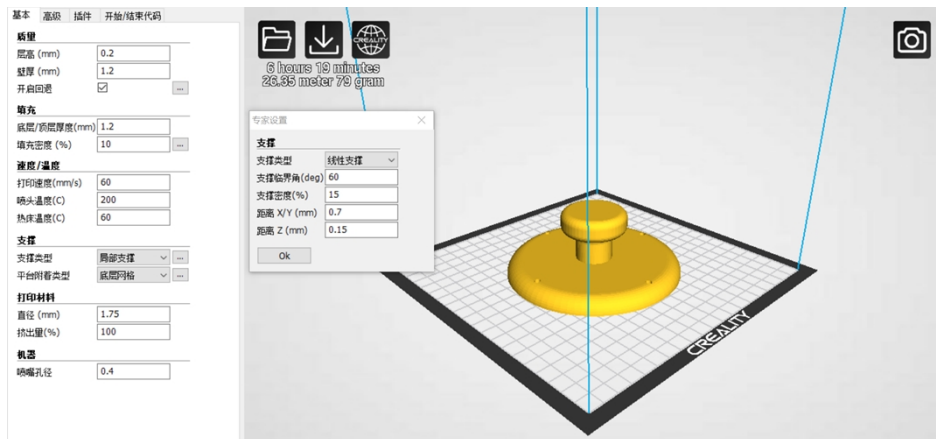 基本 高级 插件 开始/结束代码
质量
层高 (mm) 0.2
壁厚 (mm) 1.2
开启回退 ...
填充
底层/顶层厚度(mm) 1.2
填充密度 (%) 10 ...
速度/温度
打印速度(mm/s) 60
喷头温度(C) 200
热床温度(C) 60
支撑
支撑类型 局部支撑 ...
平台附着类型 底层网格 ...
打印材料
直径 (mm) 1.75
挤出量(%) 100
机器
喷嘴孔径 0.4
CREALITY
6 hours 19 minutes
26.35 meter 79 gram
专家设置
支撑
支撑类型 线性支撑
支撑临界角(deg) 60
支撑密度(%) 15
距离 X/Y (mm) 0.7
距离 Z (mm) 0.15
Ok
CREALITY